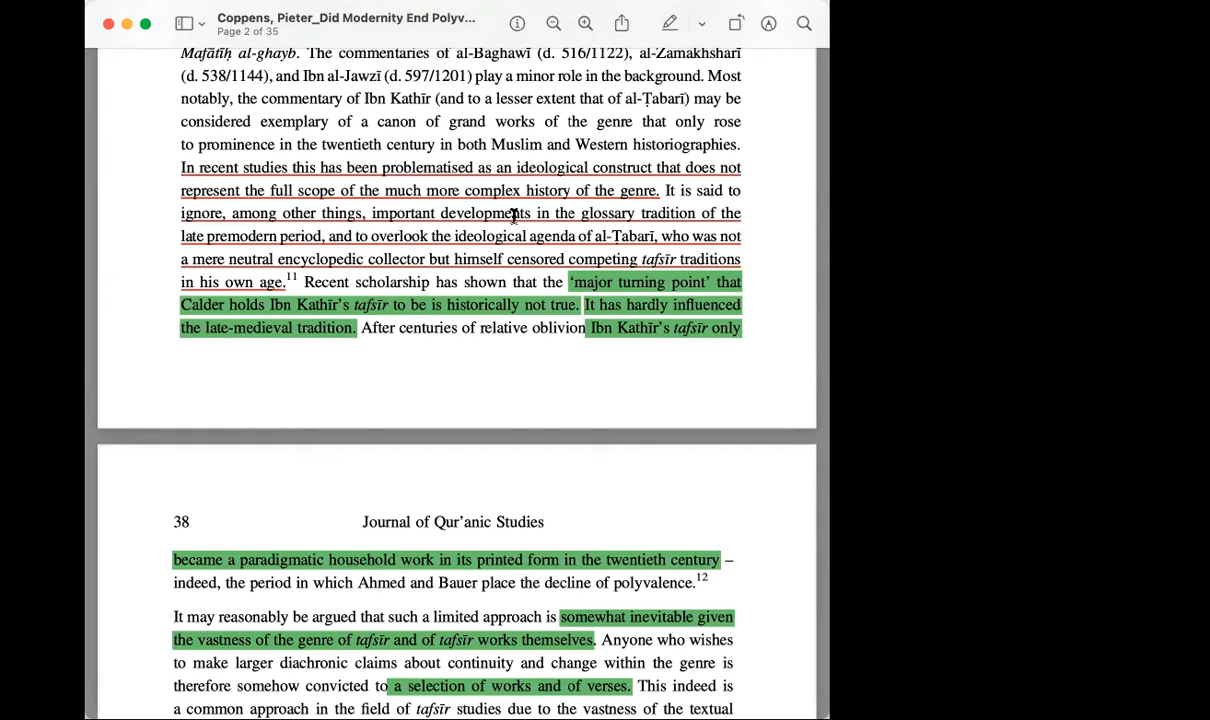 Coppens, Pieter_Did Modernity End Polyv...
Page 2 of 35
Mafātīḥ al-ghayb. The commentaries of al-Baghawī (d. 516/1122), al-Zamakhsharī
(d. 538/1144), and Ibn al-Jawzī (d. 597/1201) play a minor role in the background. Most
notably, the commentary of Ibn Kathīr (and to a lesser extent that of al-Ṭabarī) may be
considered exemplary of a canon of grand works of the genre that only rose
to prominence in the twentieth century in both Muslim and Western historiographies.
In recent studies this has been problematised as an ideological construct that does not
represent the full scope of the much more complex history of the genre. It is said to
ignore, among other things, important developments in the glossary tradition of the
late premodern period, and to overlook the ideological agenda of al-Ṭabarī, who was not
a mere neutral encyclopedic collector but himself censored competing tafsīr traditions
in his own age.11 Recent scholarship has shown that the ‘major turning point’ that
Calder holds Ibn Kathīr’s tafsīr to be is historically not true. It has hardly influenced
the late-medieval tradition. After centuries of relative oblivion Ibn Kathīr’s tafsīr only
38 Journal of Qur’anic Studies
became a paradigmatic household work in its printed form in the twentieth century –
indeed, the period in which Ahmed and Bauer place the decline of polyvalence.12
It may reasonably be argued that such a limited approach is somewhat inevitable given
the vastness of the genre of tafsīr and of tafsīr works themselves. Anyone who wishes
to make larger diachronic claims about continuity and change within the genre is
therefore somehow convicted to a selection of works and of verses. This indeed is
a common approach in the field of tafsīr studies due to the vastness of the textual